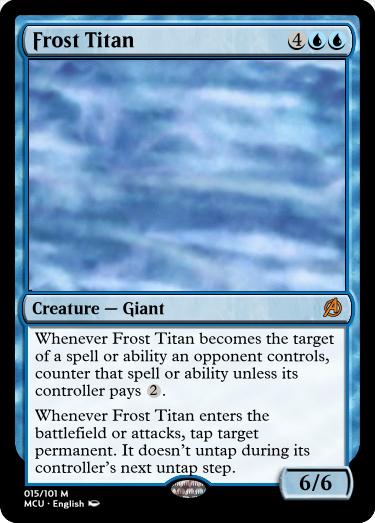 Frost Titan 4
Creature — Giant
Whenever Frost Titan becomes the target
of a spell or ability an opponent controls,
counter that spell or ability unless its
controller pays 2.
Whenever Frost Titan enters the
battlefield or attacks, tap target
permanent. It doesn't untap during its
controller's next untap step.
6/6
015/101 M
MCU • English